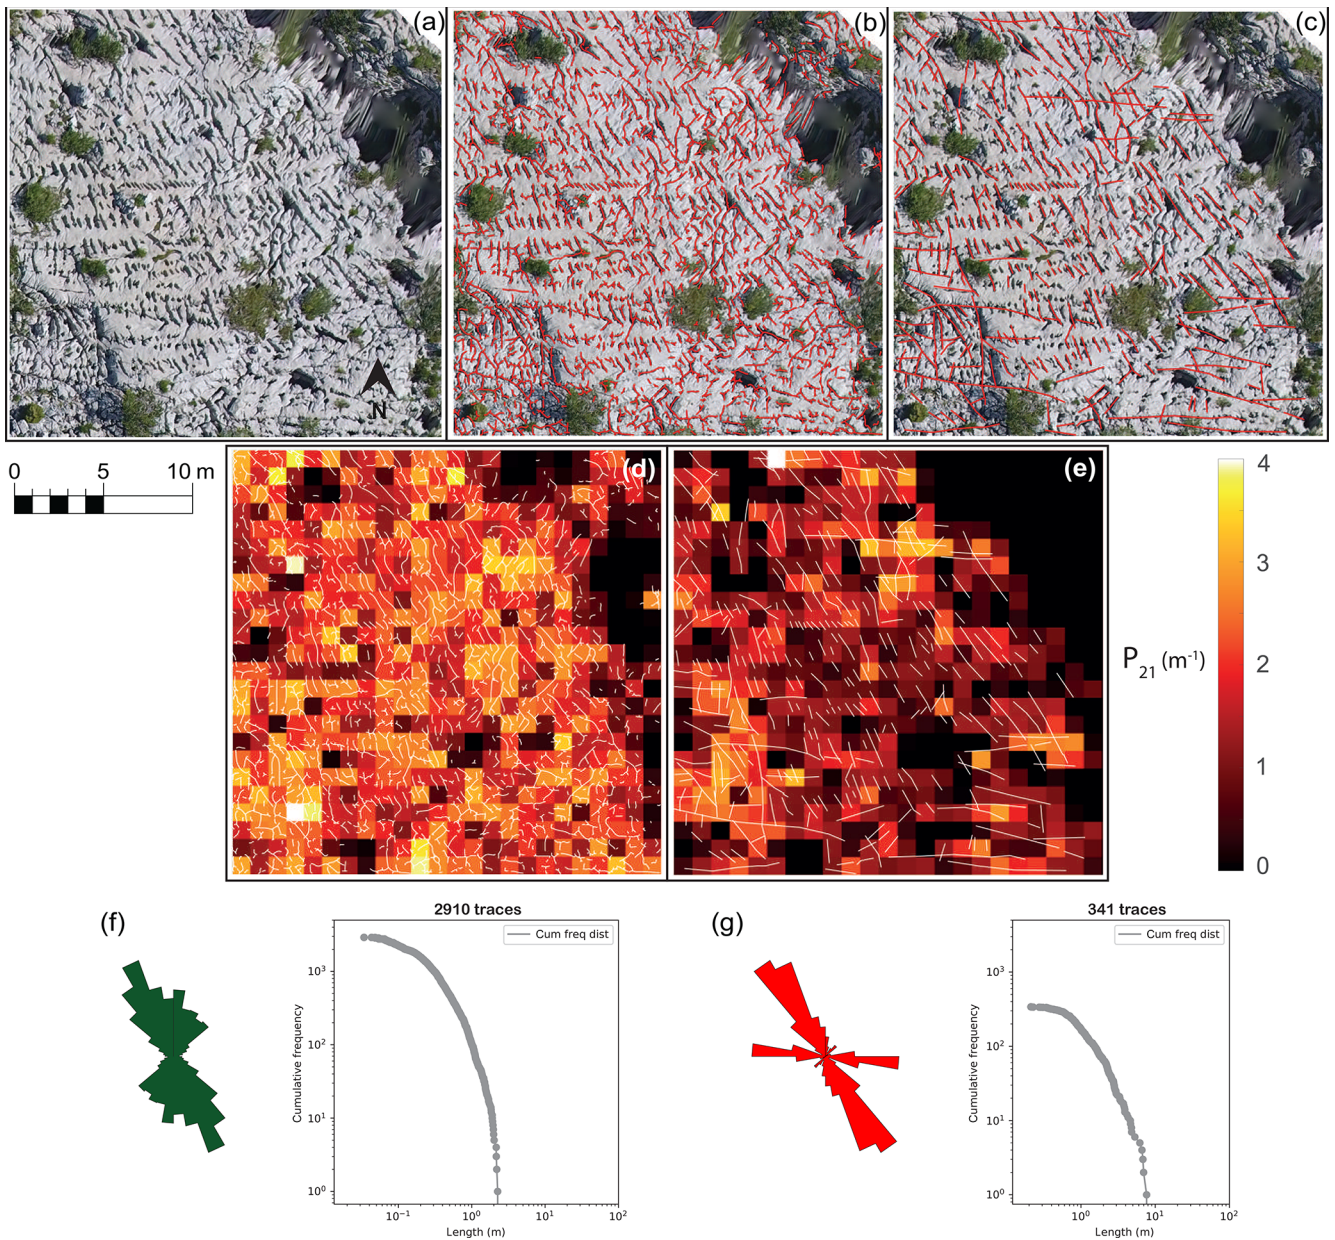 (a)
(b)
(c)
N
0 5 10 m
(d)
(e)
4
3
2
1
0
P21 (m-1)
(f)
2910 traces
Cum freq dist
Cumulative frequency
10³
10²
10¹
10⁰
10⁻¹ 10⁰ 10¹ 10²
Length (m)
(g)
341 traces
Cum freq dist
Cumulative frequency
10³
10²
10¹
10⁰
10⁰ 10¹ 10²
Length (m)